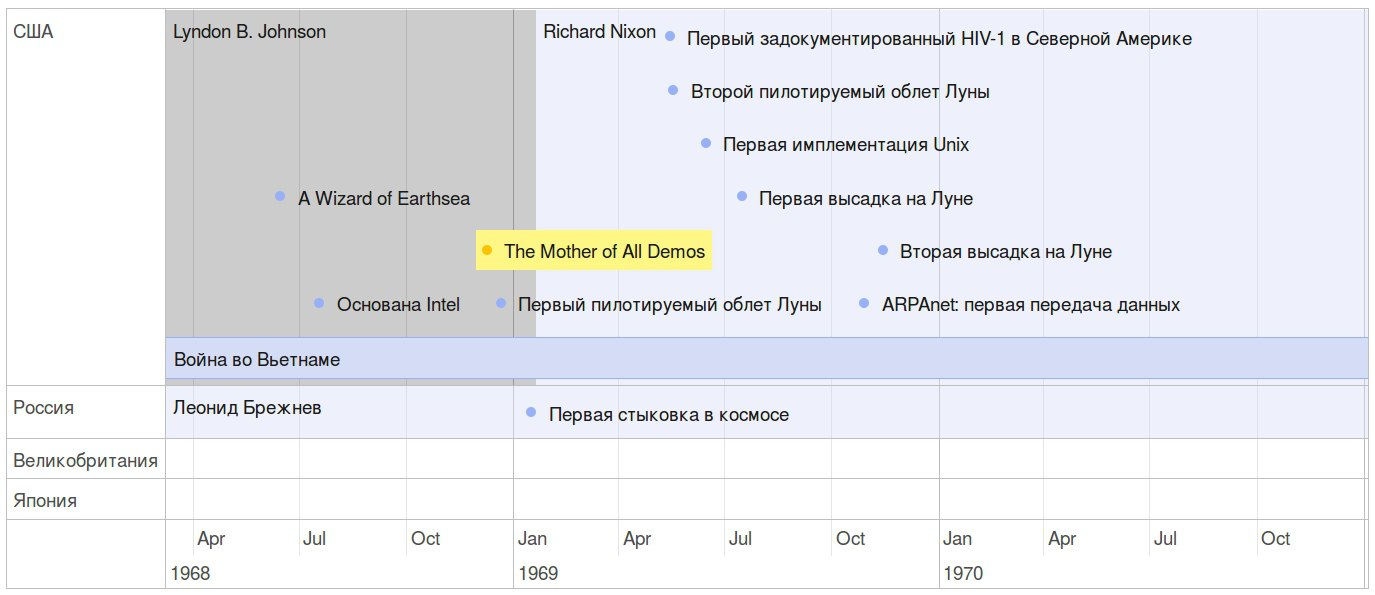 США
Lyndon B. Johnson
Richard Nixon
Первый задокументированный HIV-1 в Северной Америке
Второй пилотируемый облет Луны
Первая имплементация Unix
A Wizard of Earthsea
Первая высадка на Луне
The Mother of All Demos
Вторая высадка на Луне
Основана Intel
Первый пилотируемый облет Луны
ARPAnet: первая передача данных
Война во Вьетнаме
Россия
Леонид Брежнев
Первая стыковка в космосе
Великобритания
Япония
Apr Jul Oct Jan Apr Jul Oct Jan Apr Jul Oct
1968 1969 1970